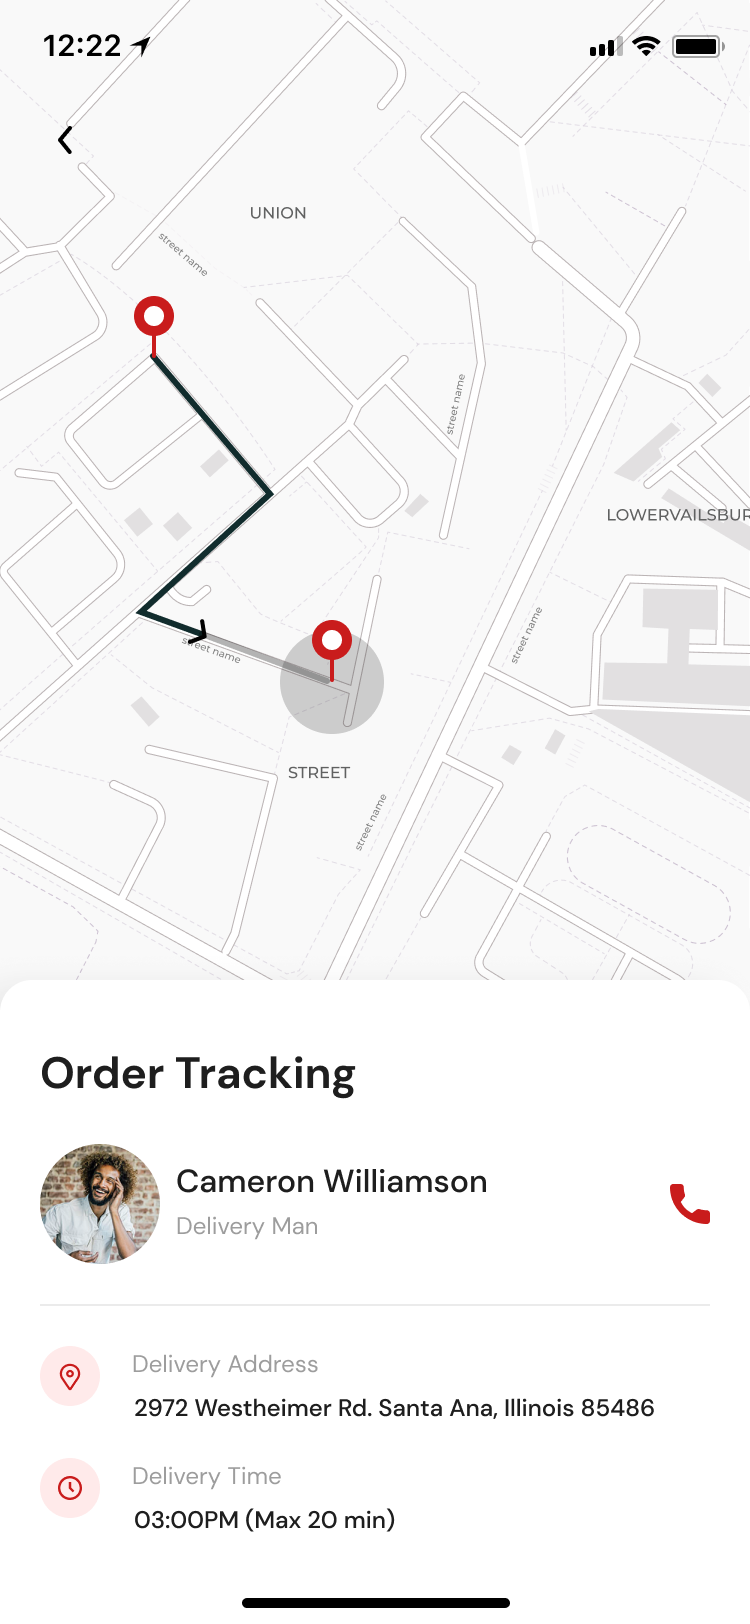 12:22
UNION
street name
street name
LOWERVAILSBUR
street name
street name
STREET
street name
Order Tracking
Cameron Williamson
Delivery Man
Delivery Address
2972 Westheimer Rd. Santa Ana, Illinois 85486
Delivery Time
03:00PM (Max 20 min)